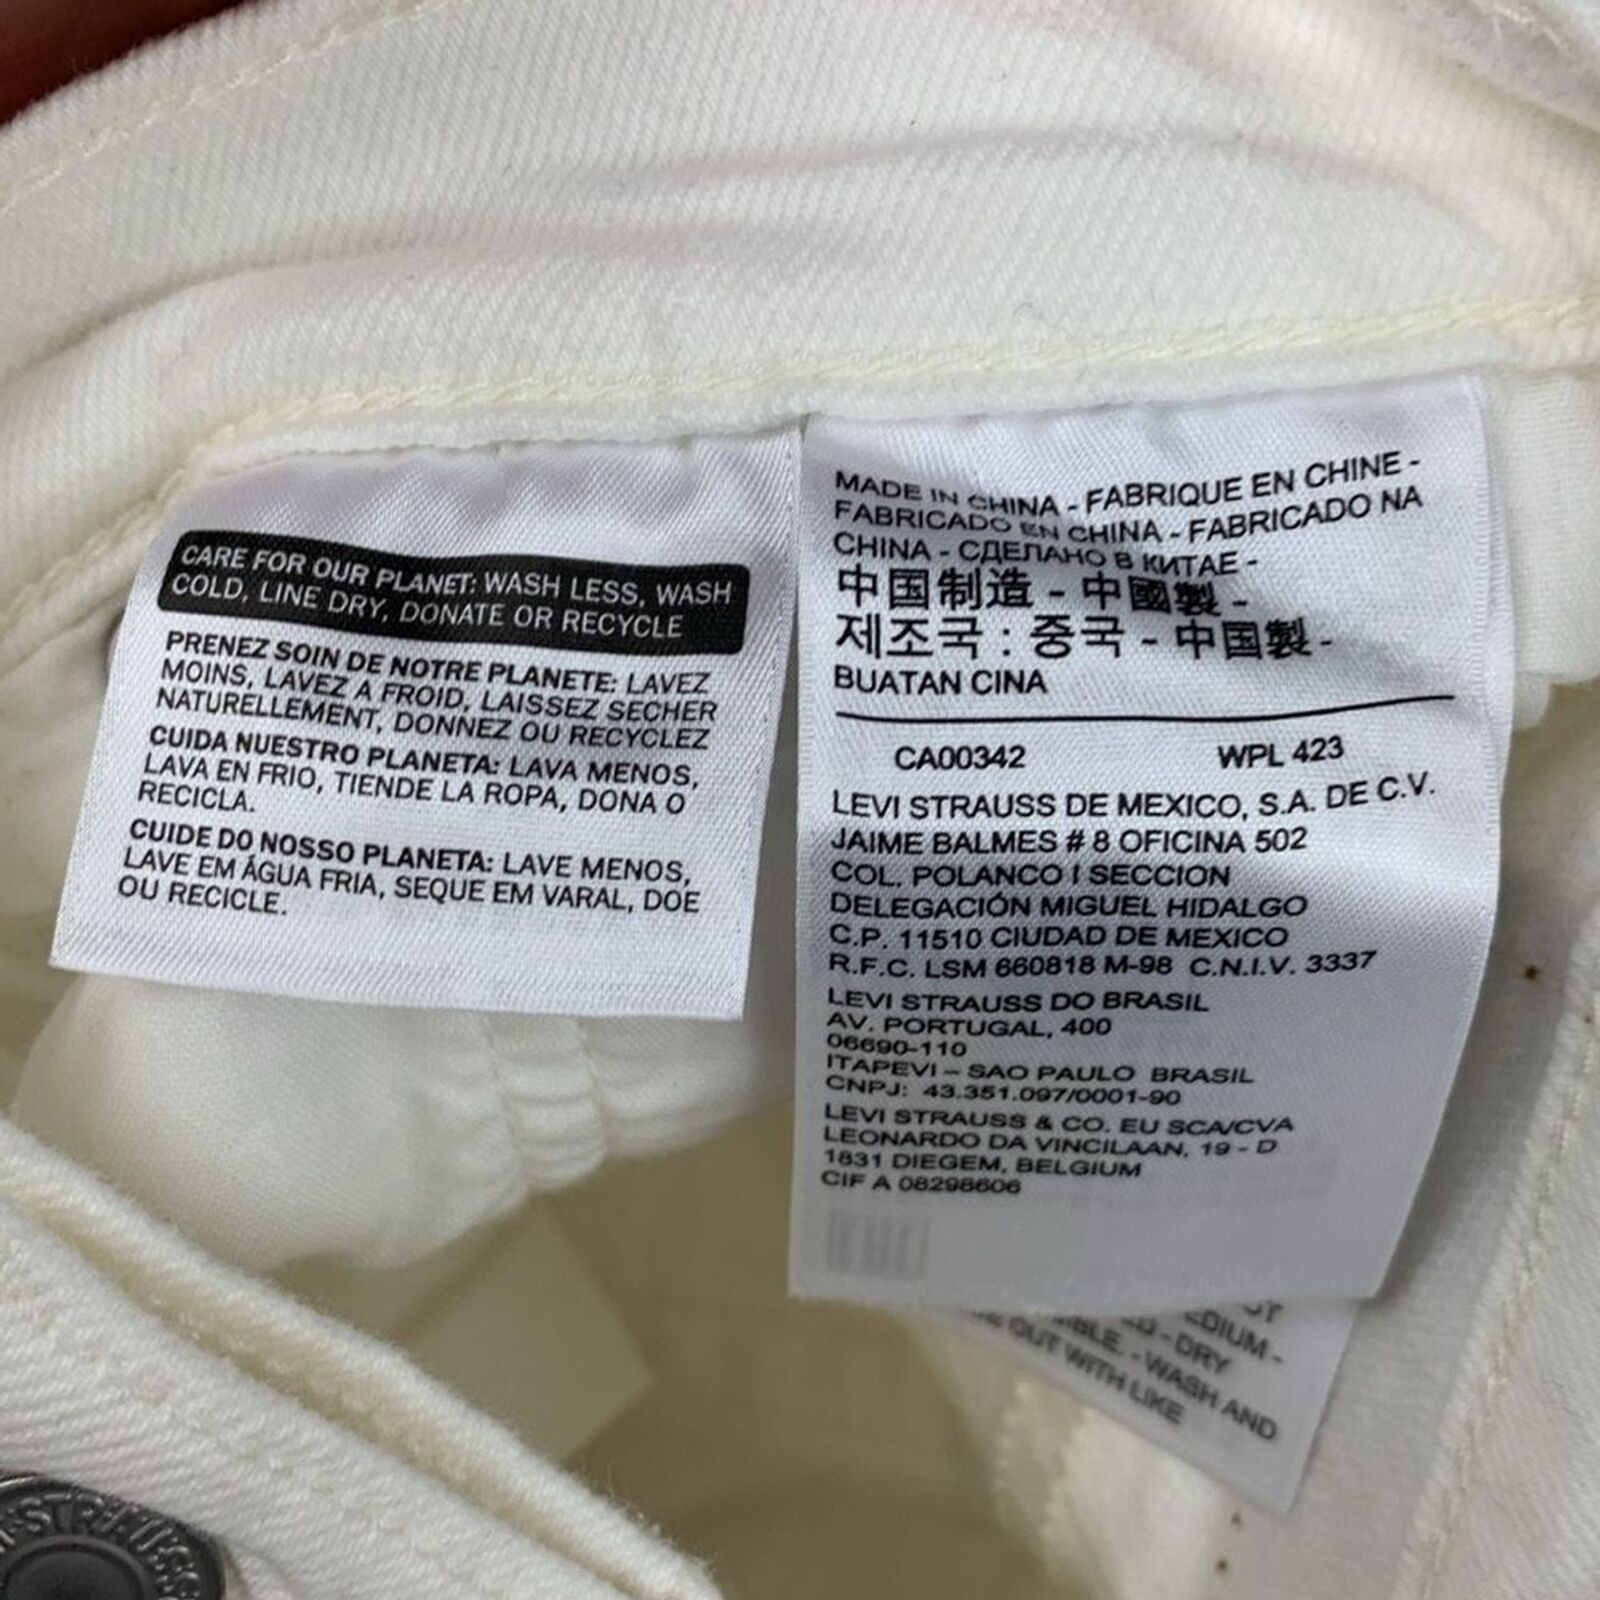 CARE FOR OUR PLANET: WASH LESS, WASH
COLD, LINE DRY, DONATE OR RECYCLE
PRENEZ SOIN DE NOTRE PLANETE: LAVEZ
MOINS, LAVEZ A FROID, LAISSEZ SECHER
NATURELLEMENT, DONNEZ OU RECYCLEZ
CUIDA NUESTRO PLANETA: LAVA MENOS,
LAVA EN FRIO, TIENDE LA ROPA, DONA O
RECICLA.
CUIDE DO NOSSO PLANETA: LAVE MENOS,
LAVE EM ÁGUA FRIA, SEQUE EM VARAL, DOE
OU RECICLE.
MADE IN CHINA - FABRIQUE EN CHINE -
FABRICADO EN CHINA - FABRICADO NA
CHINA - СДЕЛАНО В КИТАЕ -
中国制造 - 中國製 -
제조국 : 중국 - 中国製 -
BUATAN CINA
CA00342 WPL 423
LEVI STRAUSS DE MEXICO, S.A. DE C.V.
JAIME BALMES # 8 OFICINA 502
COL. POLANCO I SECCION
DELEGACIÓN MIGUEL HIDALGO
C.P. 11510 CIUDAD DE MEXICO
R.F.C. LSM 660818 M-98 C.N.I.V. 3337
LEVI STRAUSS DO BRASIL
AV. PORTUGAL, 400
06690-110
ITAPEVI – SAO PAULO BRASIL
CNPJ: 43.351.097/0001-90
LEVI STRAUSS & CO. EU SCA/CVA
LEONARDO DA VINCILAAN, 19 - D
1831 DIEGEM, BELGIUM
CIF A 08298606
- DRY
- WASH AND
OUT WITH LIKE